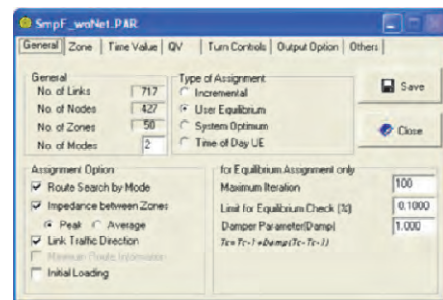 SmpF_woNet.PAR
General Zone Time Value QV Turn Controls Output Option Others
General
No. of Links 717
No. of Nodes 427
No. of Zones 50
No. of Modes 2
Type of Assignment
Incremental
User Equilibrium
System Optimum
Time of Day UE
Save
Close
Assignment Option
Route Search by Mode
Impedance between Zones
Peak Average
Link Traffic Direction
Maximum Route Information
Initial Loading
for Equilibrium Assignment only
Maximum Iteration 100
Limit for Equilibrium Check (%) 0.1000
Damper Parameter(Damp) 1.000